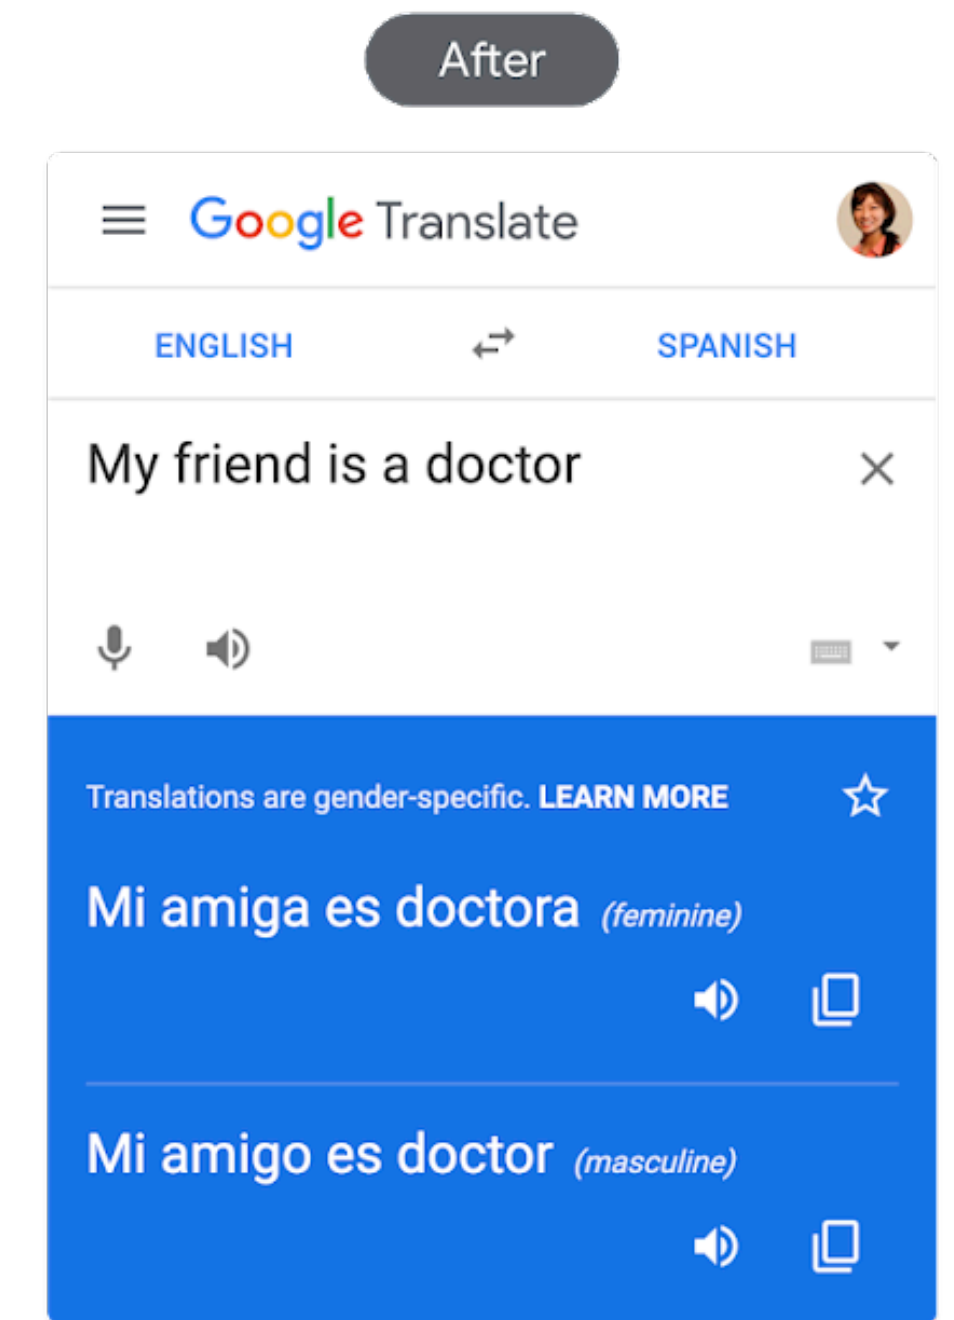 After
Google Translate
ENGLISH SPANISH
My friend is a doctor
Translations are gender-specific. LEARN MORE
Mi amiga es doctora (feminine)
Mi amigo es doctor (masculine)